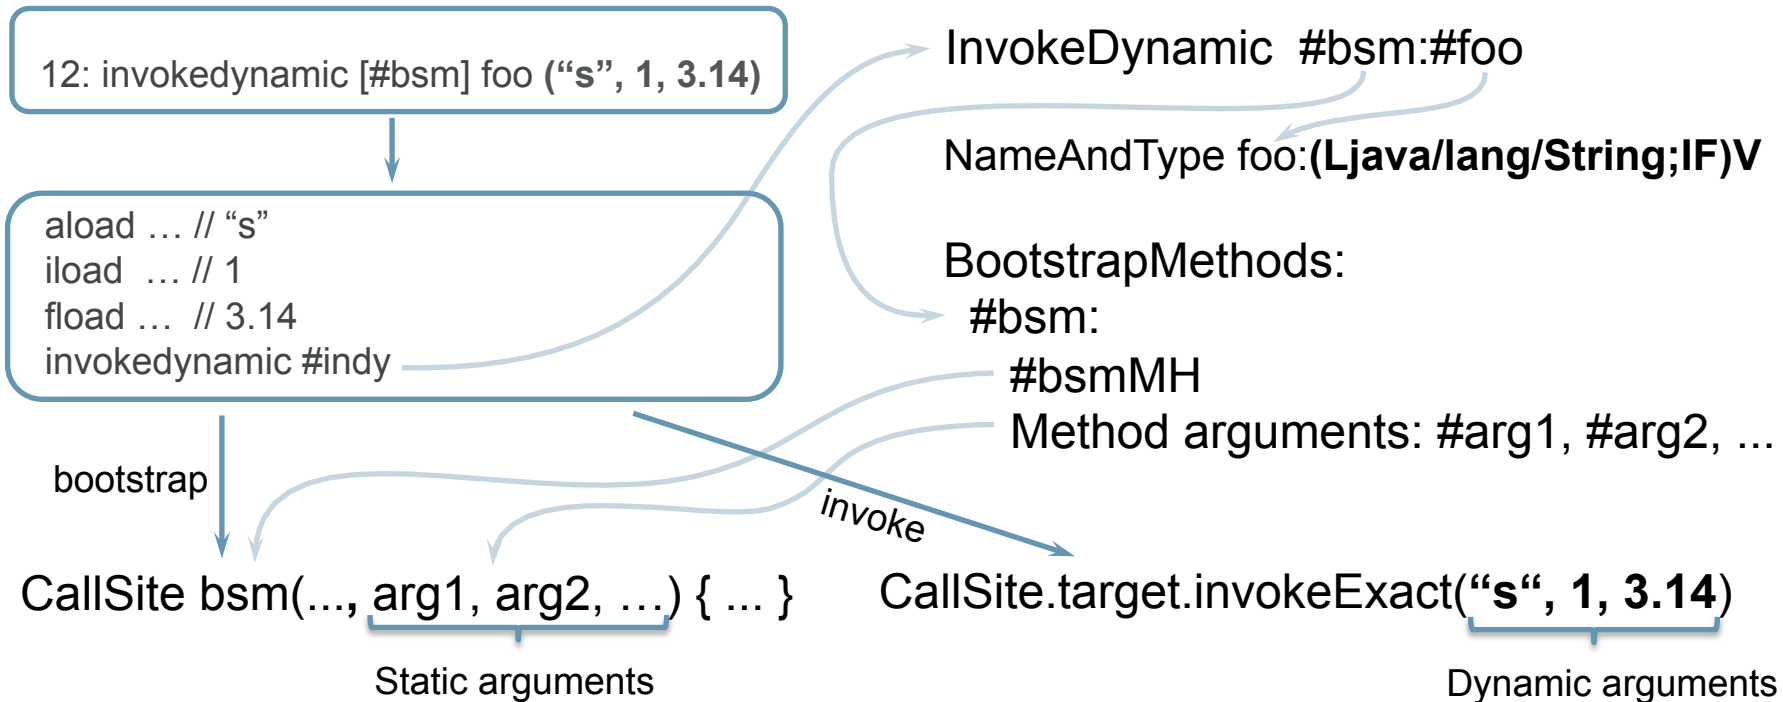 12: invokedynamic [#bsm] foo (“s”, 1, 3.14)
aload … // “s”
iload … // 1
fload … // 3.14
invokedynamic #indy
InvokeDynamic #bsm:#foo
NameAndType foo:(Ljava/lang/String;IF)V
BootstrapMethods:
#bsm:
#bsmMH
Method arguments: #arg1, #arg2, ...
bootstrap
invoke
CallSite bsm(..., arg1, arg2, …) { ... }
Static arguments
CallSite.target.invokeExact(“s“, 1, 3.14)
Dynamic arguments